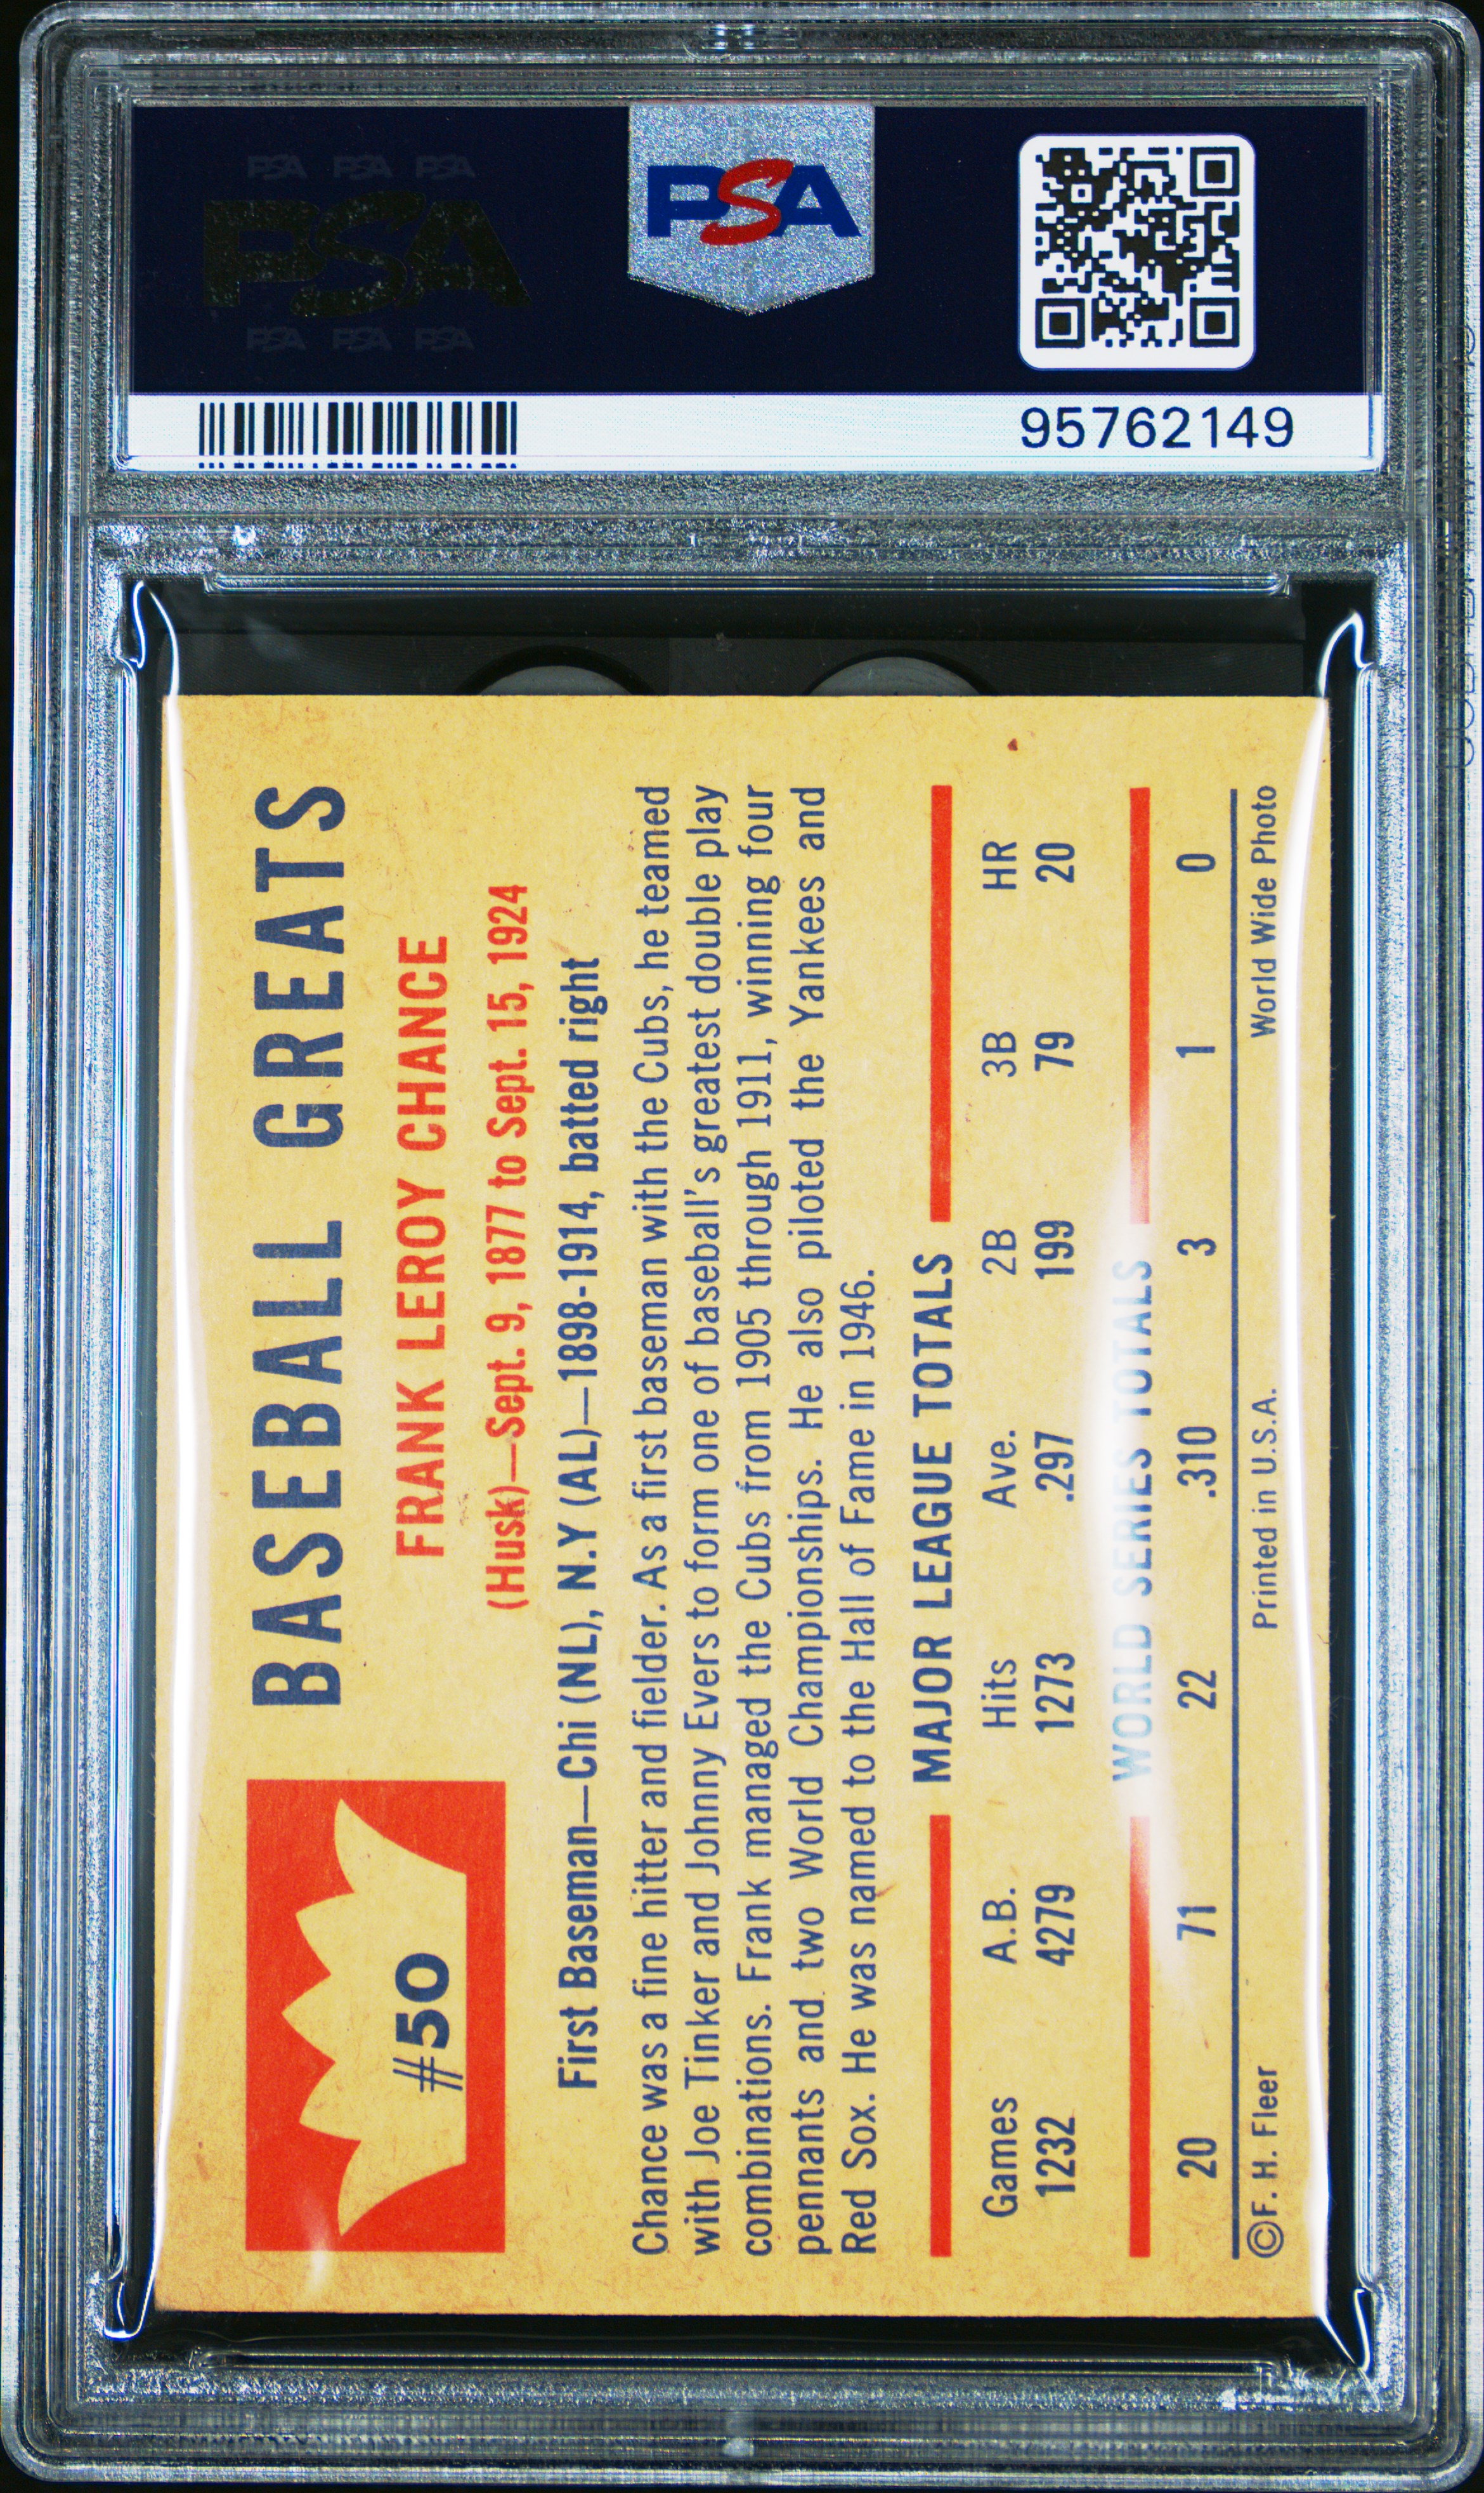 PSA PSA PSA
PSA
PSA PSA PSA
PSA
95762149
#50
BASEBALL GREATS
FRANK LEROY CHANCE
(Husk)—Sept. 9, 1877 to Sept. 15, 1924
First Baseman—Chi (NL), N.Y (AL)—1898-1914, batted right
Chance was a fine hitter and fielder. As a first baseman with the Cubs, he teamed
with Joe Tinker and Johnny Evers to form one of baseball's greatest double play
combinations. Frank managed the Cubs from 1905 through 1911, winning four
pennants and two World Championships. He also piloted the Yankees and
Red Sox. He was named to the Hall of Fame in 1946.
MAJOR LEAGUE TOTALS
Games A.B. Hits Ave. 2B 3B HR
1232 4279 1273 .297 199 79 20
WORLD SERIES TOTALS
20 71 22 .310 3 1 0
©F. H. Fleer Printed in U.S.A. World Wide Photo